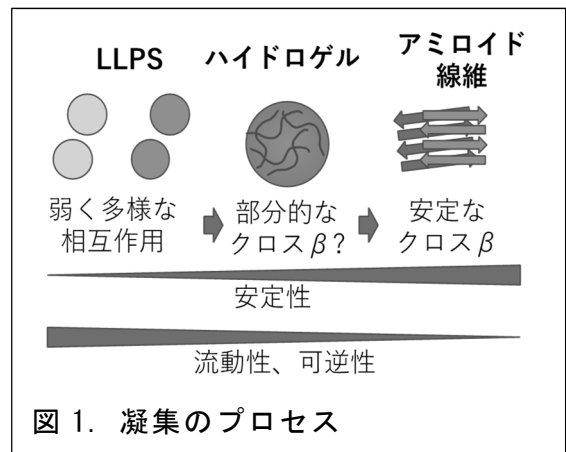 LLPS
ハイドロゲル
アミロイド
線維
弱く多様な
相互作用
部分的な
クロスβ?
安定な
クロスβ
安定性
流動性、可逆性
図 1. 凝集のプロセス